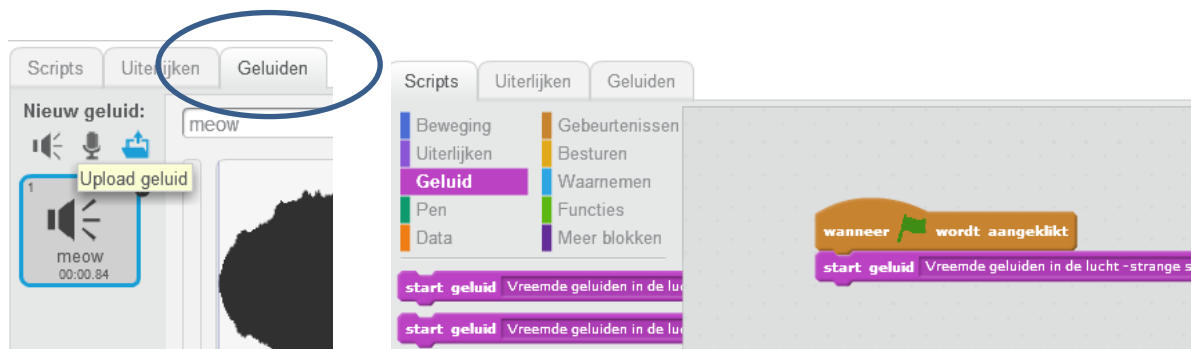 Scripts Uiterlijken Geluiden
Nieuw geluid:
meow
Upload geluid
1
meow
00:00.84
Scripts Uiterlijken Geluiden
Beweging Gebeurtenissen
Uiterlijken Besturen
Geluid Waarnemen
Pen Functies
Data Meer blokken
start geluid Vreemde geluiden in de
start geluid Vreemde geluiden in de
wanneer wordt aangeklikt
start geluid Vreemde geluiden in de lucht -strange